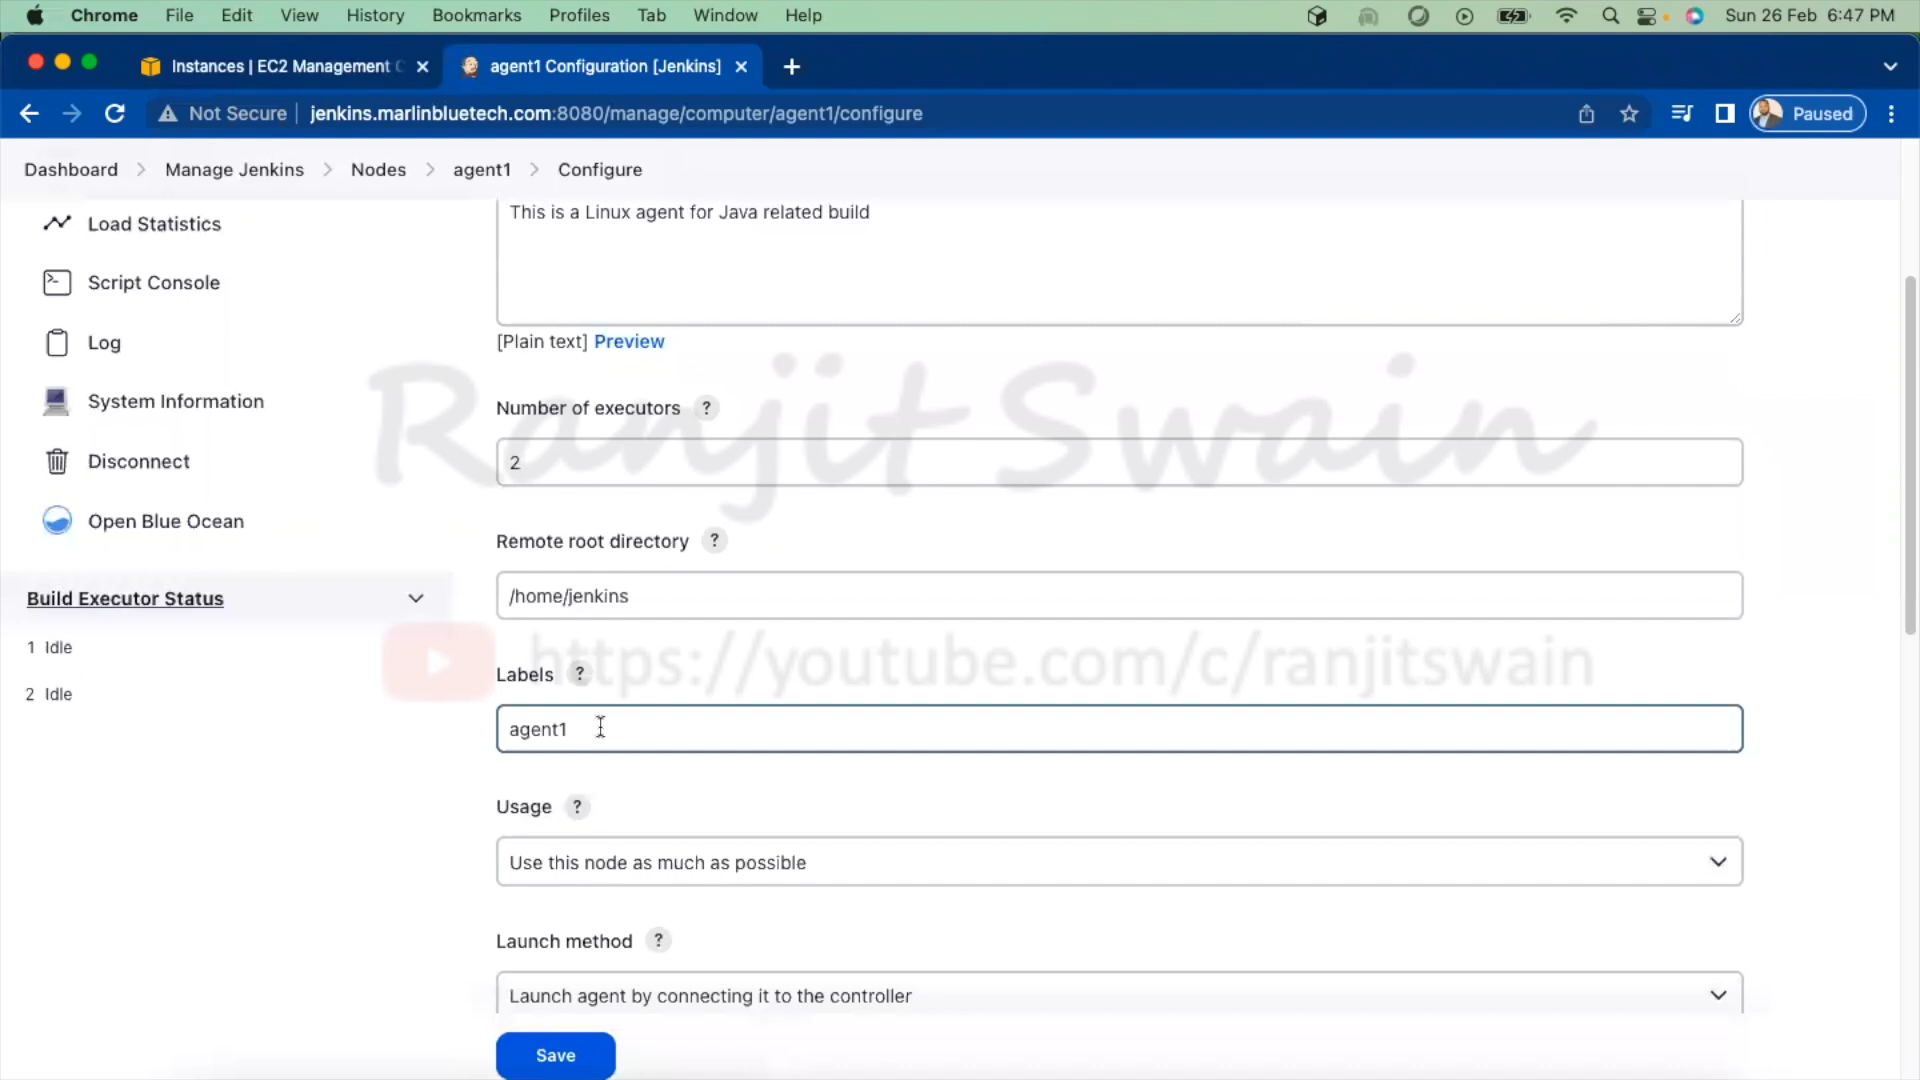 Chrome File Edit View History Bookmarks Profiles Tab Window Help Sun 26 Feb 6:47 PM
Instances | EC2 Management C agent1 Configuration [Jenkins]
Not Secure jenkins.marlinbluetech.com:8080/manage/computer/agent1/configure Paused
Dashboard Manage Jenkins Nodes agent1 Configure
Load Statistics
Script Console
Log
System Information
Disconnect
Open Blue Ocean
Build Executor Status
1 Idle
2 Idle
This is a Linux agent for Java related build
[Plain text] Preview
Ranjit Swain
Number of executors ?
2
Remote root directory ?
/home/jenkins
https://youtube.com/c/ranjitswain
Labels ?
agent1
Usage ?
Use this node as much as possible
Launch method ?
Launch agent by connecting it to the controller
Save